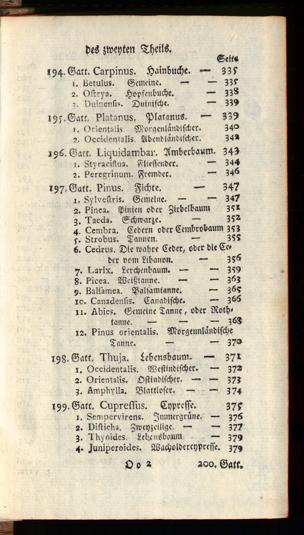 des zweyten Theils.
Seite
194. Gatt. Carpinus. Hainbuche. — 335
1. Betulus. Gemeine. — — 335
2. Ostrya. Hopfenbuche. — 338
3. Duinensis. Duinische. — 339
195. Gatt. Platanus. Platanus. — 339
1. Orientalis. Morgenländischer. 340
2. Occidentalis. Abendländischer. 342
196. Gatt. Liquidambar. Amberbaum. 343
1. Styraciflua. Fliessender. — 344
2. Peregrinum. Fremder. — 346
197. Gatt. Pinus. Fichte. — 347
1. Sylvestris. Gemeine. — — 347
2. Pinea. Pinien oder Zirbelbaum 351
3. Taeda. Schwarze. — 352
4. Cembra. Cedern oder Cembrobaum 353
5. Strobus. Tannen. — 355
6. Cedrus. Die wahre Ceder, oder die Ce-
der vom Libanon. — 356
7. Larix. Lerchenbaum. — — 359
8. Picea. Weißtanne. — 363
9. Balsamea. Balsamtanne. — 365
10. Canadensis. Canadische. — 366
11. Abies. Gemeine Tanne, oder Roth-
tanne. — — 368
12. Pinus orientalis. Morgennländische
Tanne. — — 370
198. Gatt. Thuja. Lebensbaum. — 371
1. Occidentalis. Westindischer. — 372
2. Orientalis. Ostindischer. — — 373
3. Amphylla. Blattloser. — — 374
199. Gatt. Cupressus. Cypresse. 375
1. Sempervirens. Immergrüne. — 376
2. Disticha. Zweyzeilige. — — 377
3. Thyoides. Lebensbaum — 379
4. Juniperoides. Wacholdercypresse. 379
Oo 2 200. Gatt.